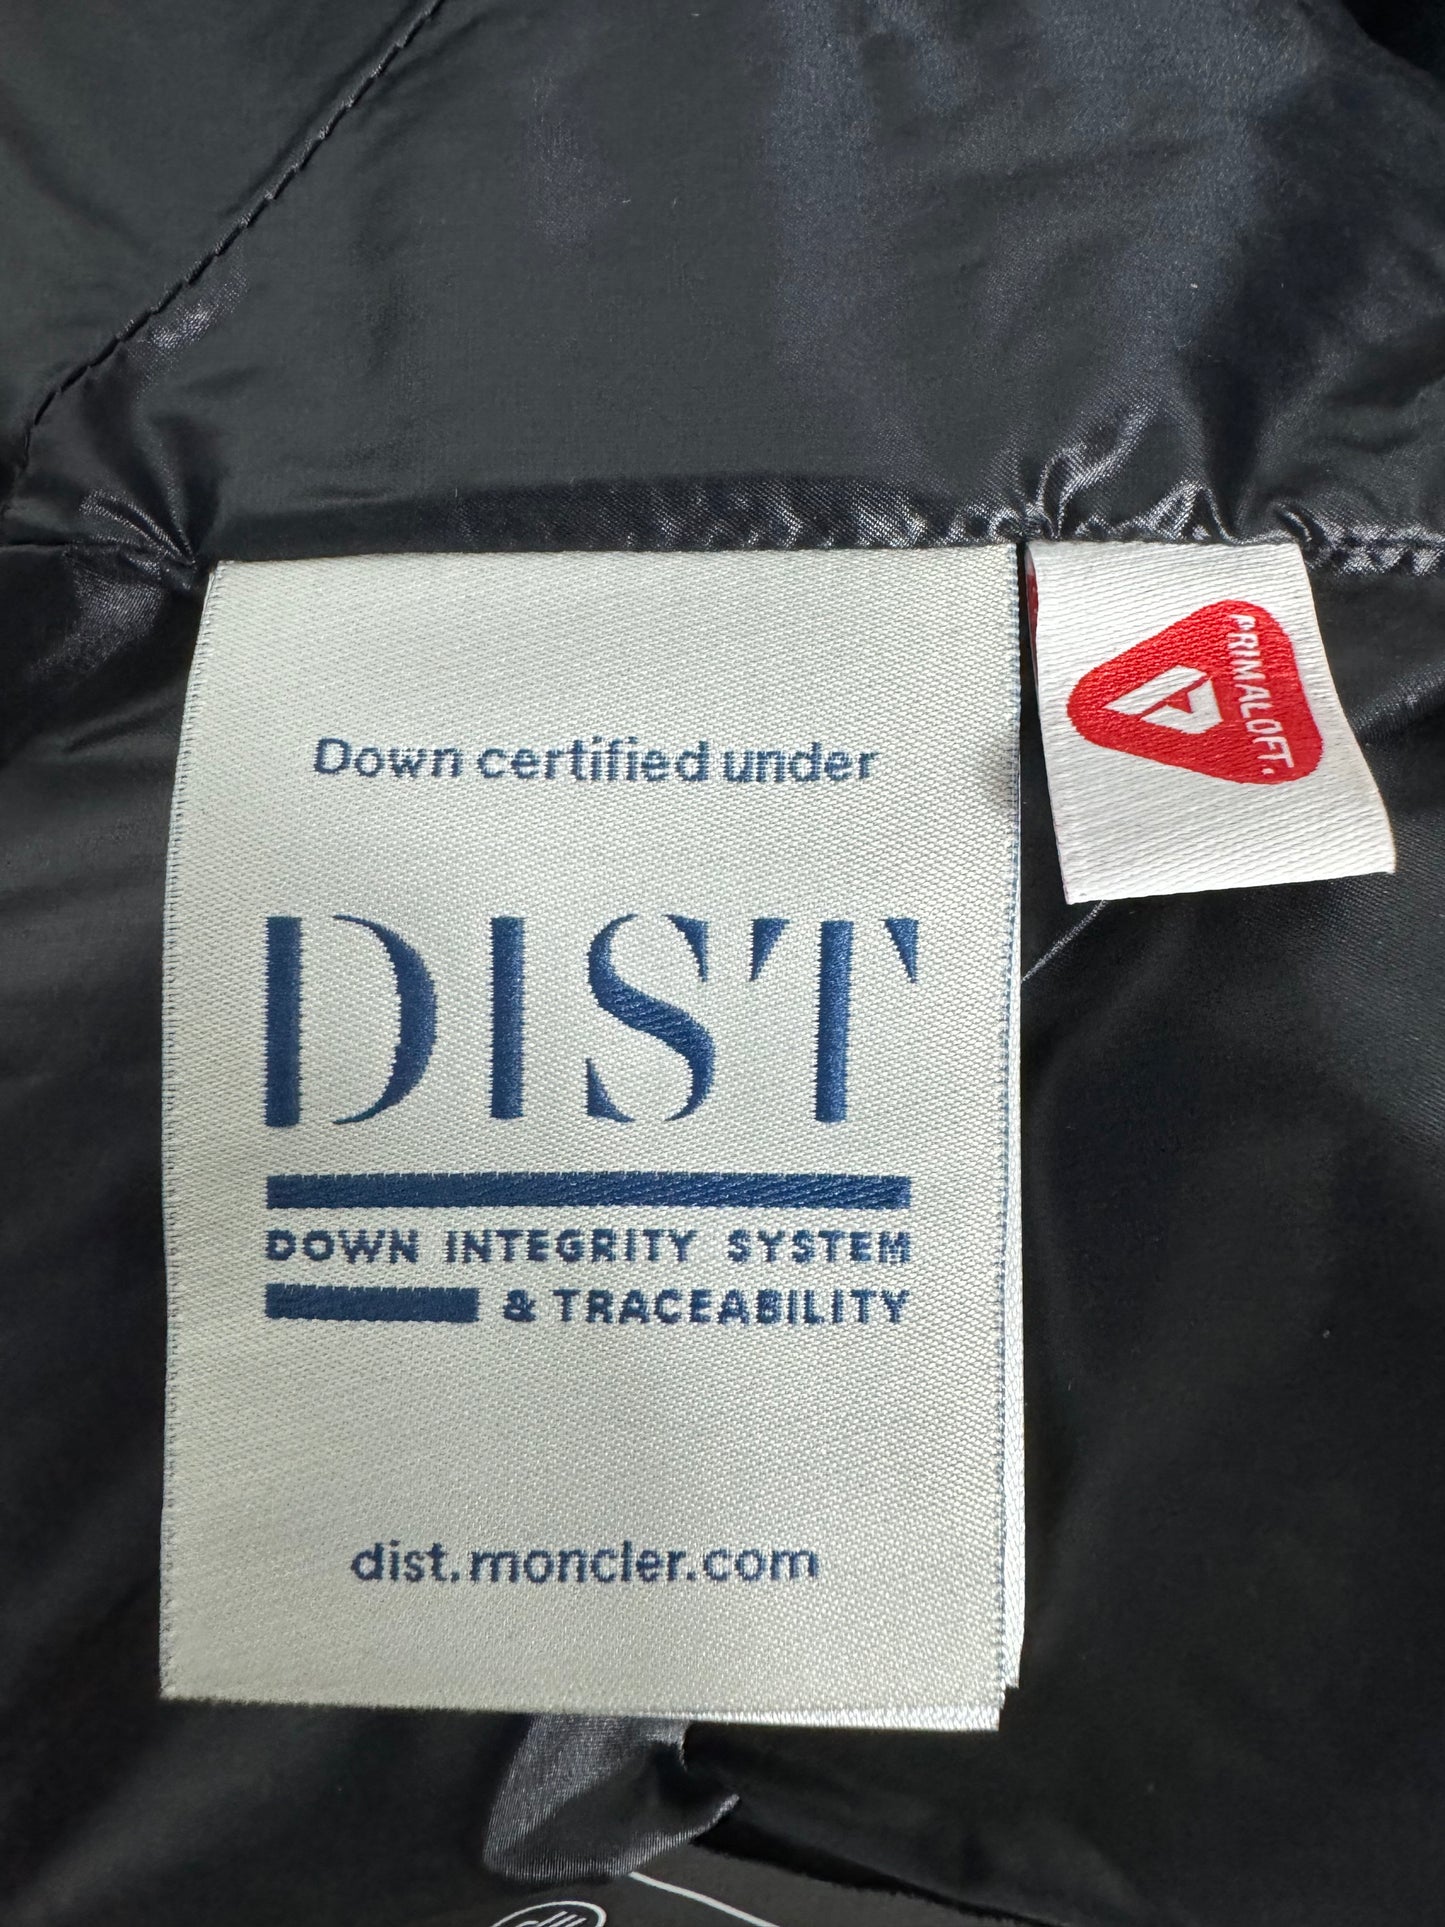 Down certified under
DIST
DOWN INTEGRITY SYSTEM
& TRACEABILITY
dist.moncler.com
PRIMALOFT.